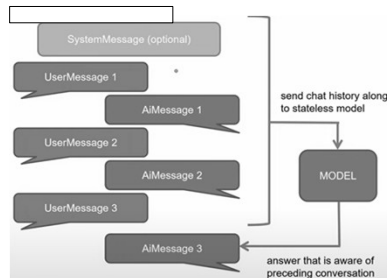 SystemMessage (optional)
UserMessage 1
AiMessage 1
UserMessage 2
AiMessage 2
UserMessage 3
AiMessage 3
send chat history along
to stateless model
MODEL
answer that is aware of
preceding conversation